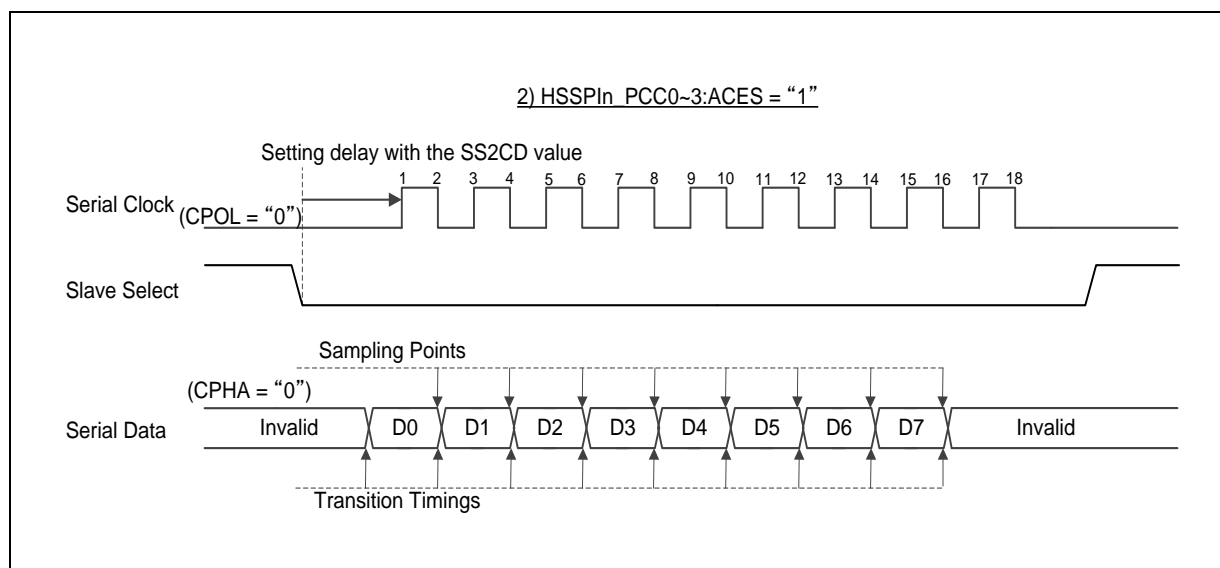 2) HSSPIn_PCC0~3:ACES = “1”
Setting delay with the SS2CD value
1 2 3 4 5 6 7 8 9 10 11 12 13 14 15 16 17 18
Serial Clock
(CPOL = “0”)
Slave Select
Sampling Points
(CPHA = “0”)
Serial Data
Invalid D0 D1 D2 D3 D4 D5 D6 D7 Invalid
Transition Timings